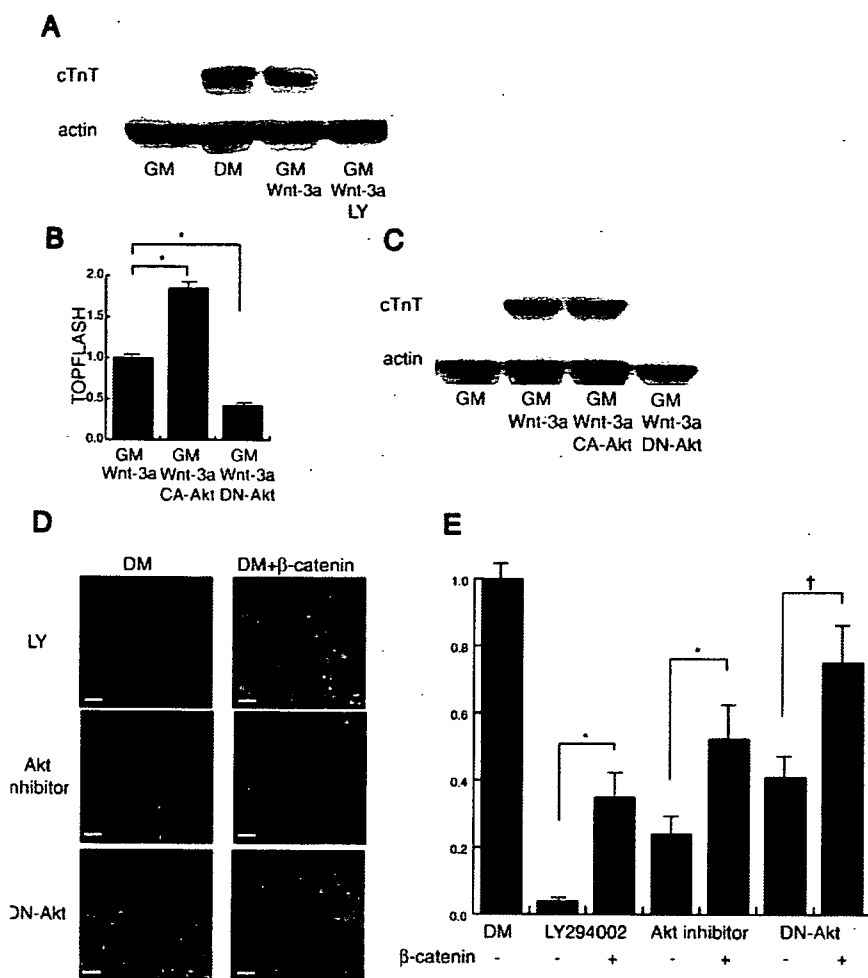 A
cTnT
actin
GM DM GM GM
Wnt-3a Wnt-3a
LY
B
*
*
TOPFLASH
2.0
1.5
1.0
0.5
0.0
GM GM GM
Wnt-3a Wnt-3a Wnt-3a
CA-Akt DN-Akt
C
cTnT
actin
GM GM GM GM
Wnt-3a Wnt-3a Wnt-3a
CA-Akt DN-Akt
D
DM DM+β-catenin
LY
Akt
nhibitor
DN-Akt
E
1.0
0.8
0.6
0.4
0.2
0.0
*
*
†
DM LY294002 Akt inhibitor DN-Akt
β-catenin - - + - + - +